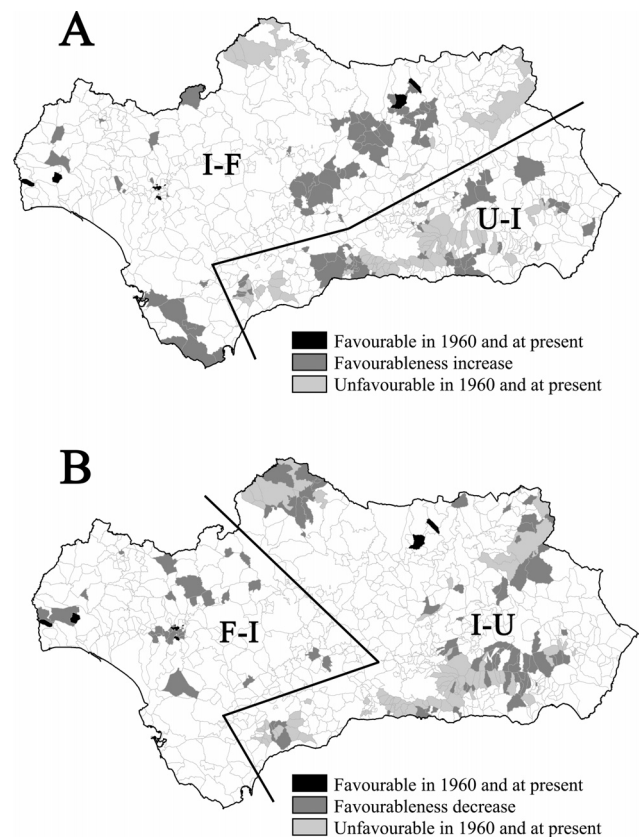 A
I-F
U-I
Favourable in 1960 and at present
Favourableness increase
Unfavourable in 1960 and at present
B
F-I
I-U
Favourable in 1960 and at present
Favourableness decrease
Unfavourable in 1960 and at present